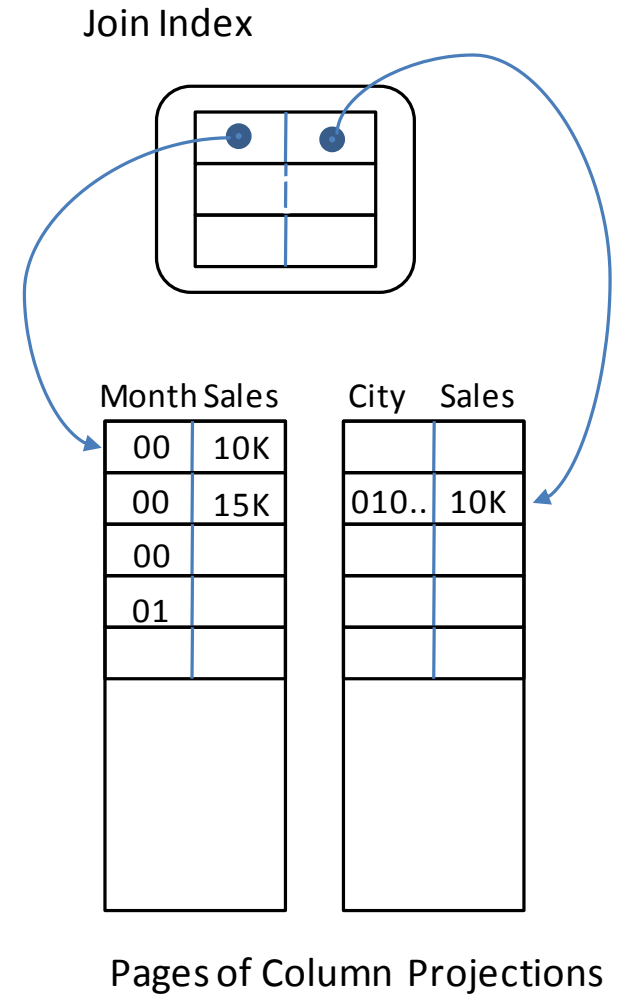 Join Index
Month Sales City Sales
00 10K
00 15K 010.. 10K
00
01
Pages of Column Projections